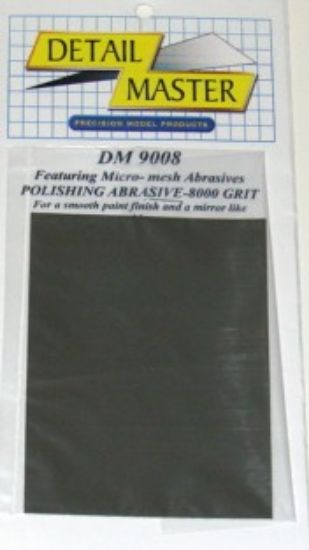 DETAIL
MASTER
PRECISION MODEL PRODUCTS
DM 9008
Featuring Micro- mesh Abrasives
POLISHING ABRASIVE-8000 GRIT
For a smooth paint finish and a mirror like